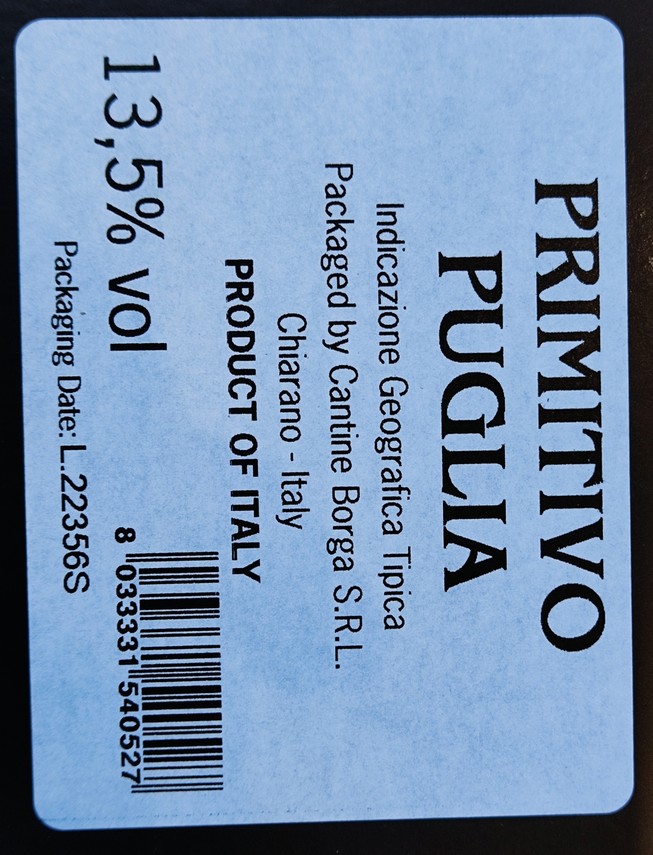 PRIMITIVO
PUGLIA
Indicazione Geografica Tipica
Packaged by Cantine Borga S.R.L.
Chiarano - Italy
PRODUCT OF ITALY
13,5% vol
8 033331 540527
Packaging Date: L.22356S